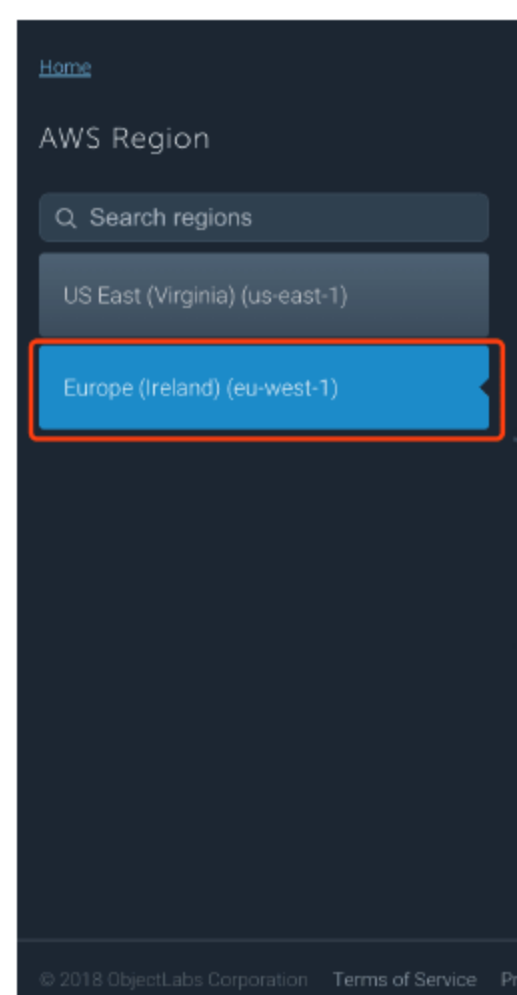 Home
AWS Region
Search regions
US East (Virginia) (us-east-1)
Europe (Ireland) (eu-west-1)
© 2018 ObjectLabs Corporation Terms of Service